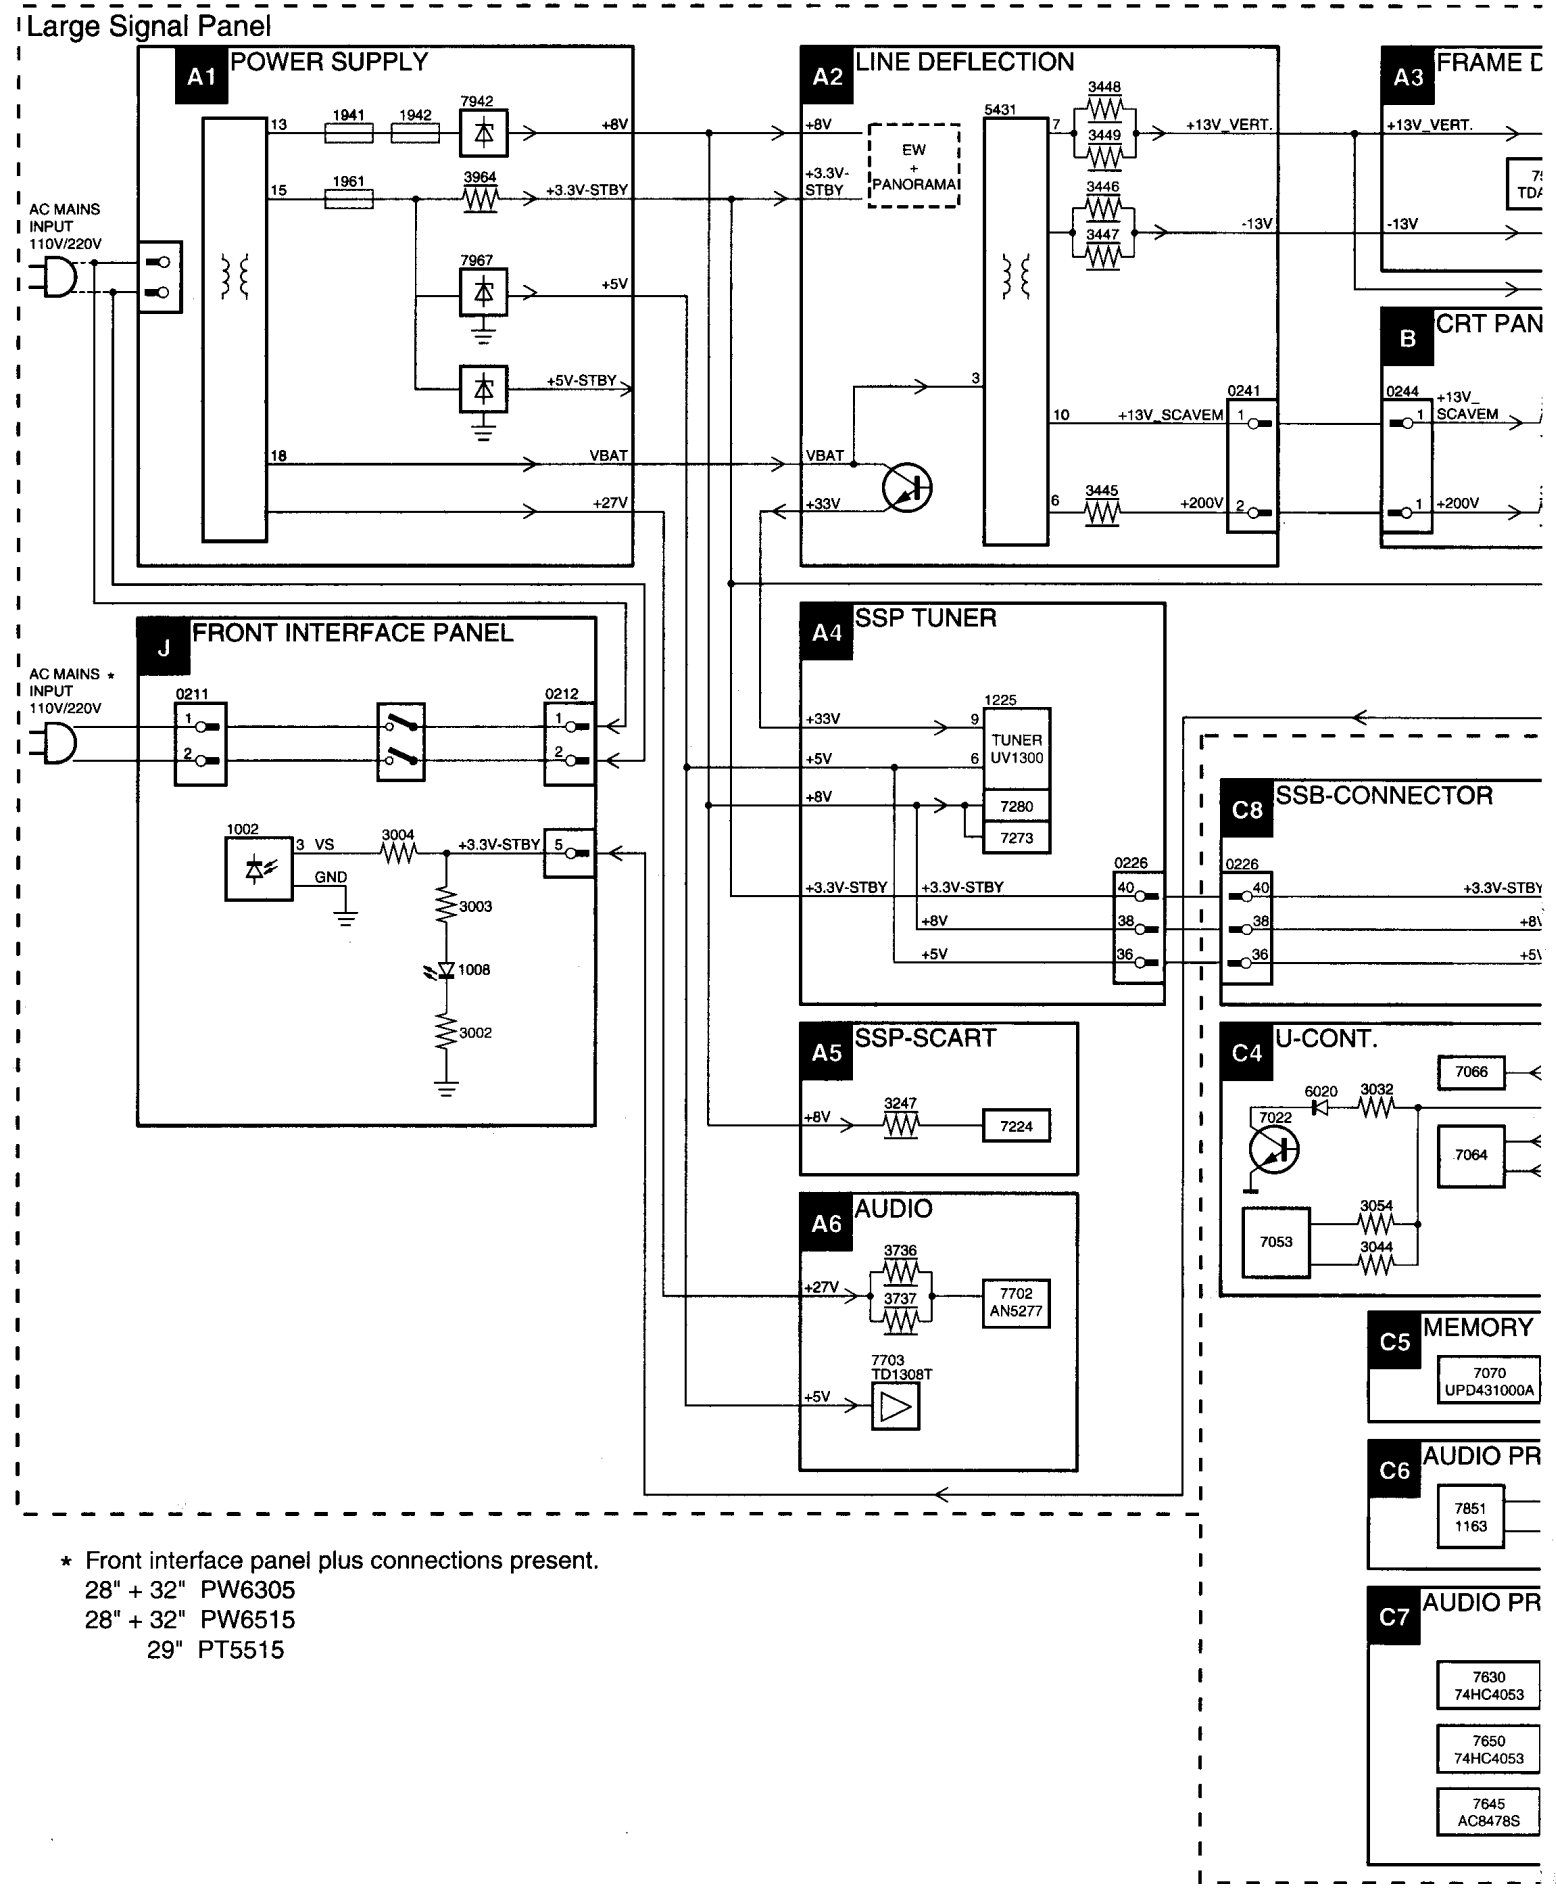 Large Signal Panel
A1
POWER SUPPLY
13
1941
1942
7942
+8V
15
1961
3964
+3.3V-STBY
7967
+5V
+5V-STBY
18
VBAT
+27V
AC MAINS
INPUT
110V/220V
A2
LINE DEFLECTION
+8V
+3.3V-
STBY
EW
+
PANORAMA
5431
7
3448
3449
+13V_VERT.
3446
3447
-13V
3
10
+13V_SCAVEM
0241
1
VBAT
+33V
6
3445
+200V
2
A3
FRAME D
+13V_VERT.
TDA
-13V
B
CRT PAN
0244
1
+13V_
SCAVEM
1
+200V
J
FRONT INTERFACE PANEL
AC MAINS *
INPUT
110V/220V
0211
1
2
0212
1
2
1002
3
VS
GND
3004
+3.3V-STBY
5
3003
1008
3002
A4
SSP TUNER
+33V
9
1225
TUNER
UV1300
+5V
6
+8V
7280
7273
0226
+3.3V-STBY
+3.3V-STBY
40
+8V
38
+5V
36
C8
SSB-CONNECTOR
0226
40
+3.3V-STBY
38
+8V
36
+5V
A5
SSP-SCART
+8V
3247
7224
C4
U-CONT.
7066
6020
3032
7022
7064
3054
7053
3044
A6
AUDIO
3736
+27V
3737
7702
AN5277
7703
TD1308T
+5V
C5
MEMORY
7070
UPD431000A
C6
AUDIO PR
7851
1163
C7
AUDIO PR
7630
74HC4053
7650
74HC4053
7645
AC8478S
* Front interface panel plus connections present.
28" + 32" PW6305
28" + 32" PW6515
29" PT5515